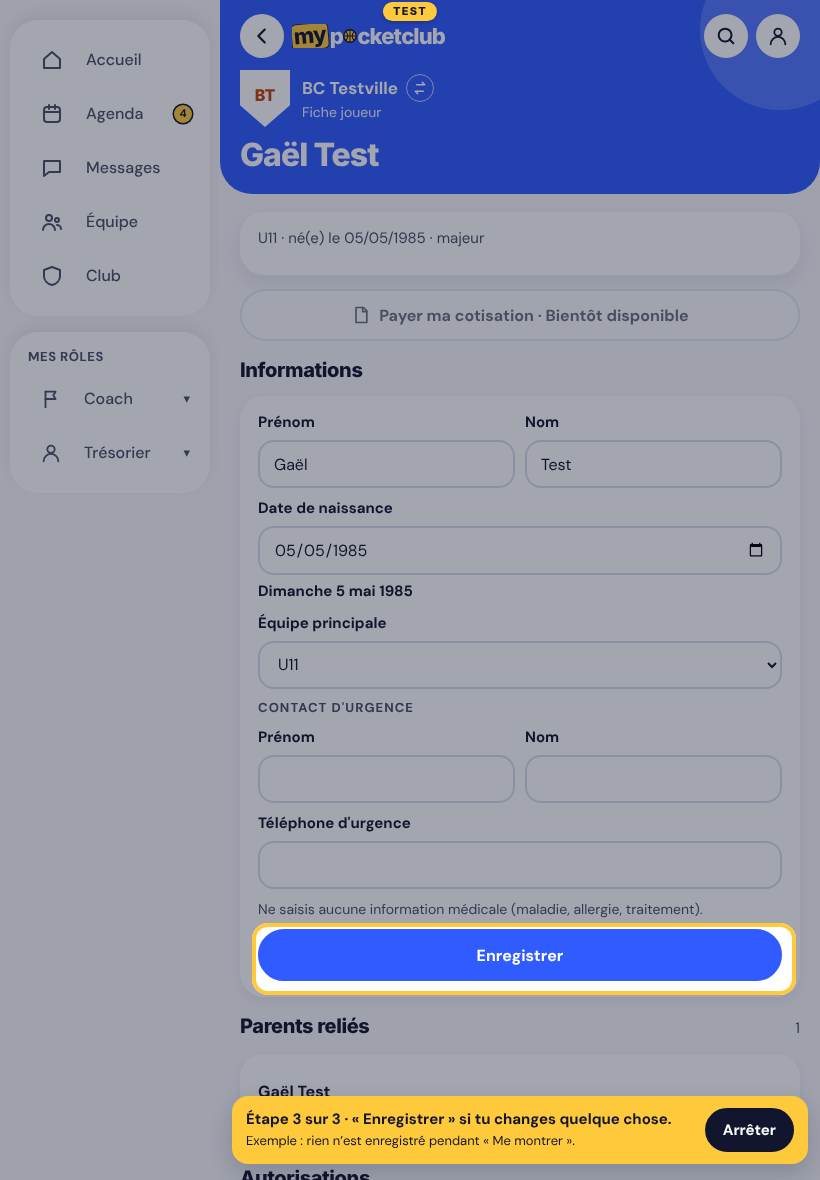 TEST
mypocketclub
Accueil
Agenda
4
Messages
Équipe
Club
MES RÔLES
Coach
Trésorier
BT
BC Testville
Fiche joueur
Gaël Test
U11 · né(e) le 05/05/1985 · majeur
Payer ma cotisation · Bientôt disponible
Informations
Prénom
Nom
Gaël
Test
Date de naissance
05/05/1985
Dimanche 5 mai 1985
Équipe principale
U11
CONTACT D'URGENCE
Prénom
Nom
Téléphone d'urgence
Ne saisis aucune information médicale (maladie, allergie, traitement).
Enregistrer
Parents reliés
1
Gaël Test
Étape 3 sur 3 · « Enregistrer » si tu changes quelque chose.
Exemple : rien n’est enregistré pendant « Me montrer ».
Arrêter
Autorisations